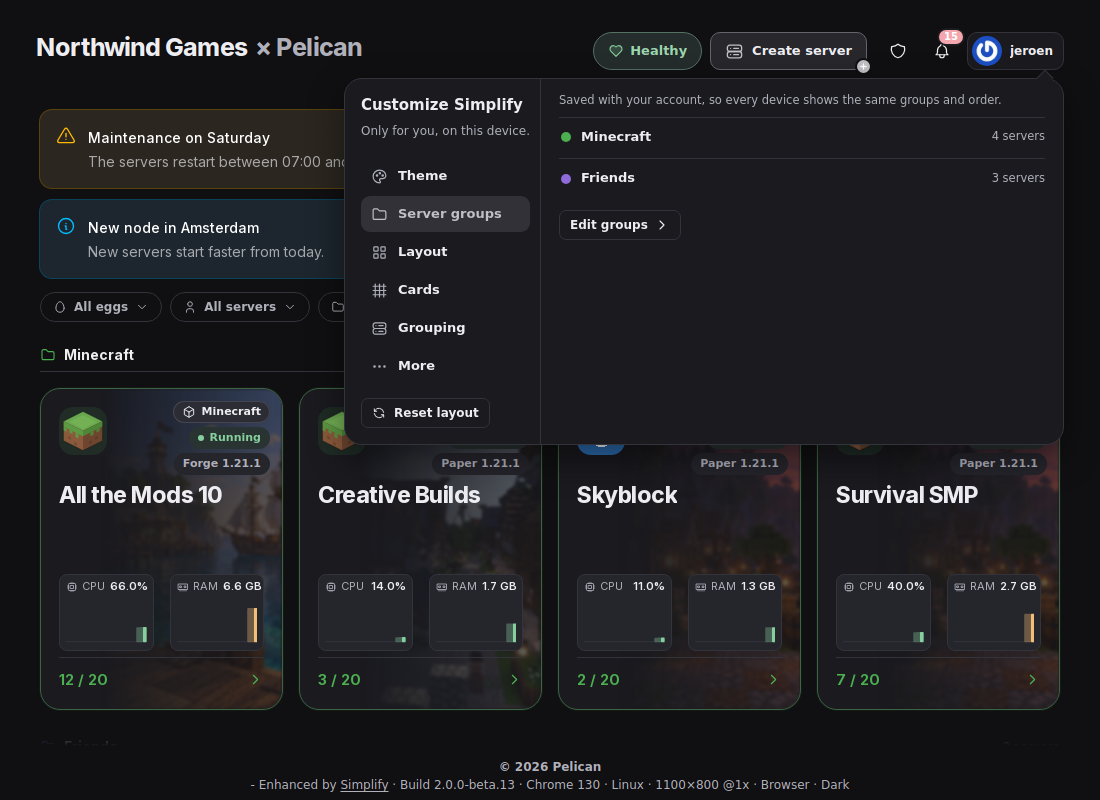 Northwind Games × Pelican
Healthy
Create server
15
jeroen
Customize Simplify
Only for you, on this device.
Theme
Server groups
Layout
Cards
Grouping
More
Reset layout
Saved with your account, so every device shows the same groups and order.
Minecraft
4 servers
Friends
3 servers
Edit groups
Maintenance on Saturday
The servers restart between 07:00 and
New node in Amsterdam
New servers start faster from today.
All eggs
All servers
Minecraft
Minecraft
Running
Forge 1.21.1
All the Mods 10
CPU 66.0%
RAM 6.6 GB
12 / 20
Paper 1.21.1
Creative Builds
CPU 14.0%
RAM 1.7 GB
3 / 20
Paper 1.21.1
Skyblock
CPU 11.0%
RAM 1.3 GB
2 / 20
Paper 1.21.1
Survival SMP
CPU 40.0%
RAM 2.7 GB
7 / 20
Friends
© 2026 Pelican
- Enhanced by Simplify · Build 2.0.0-beta.13 · Chrome 130 · Linux · 1100×800 @1x · Browser · Dark